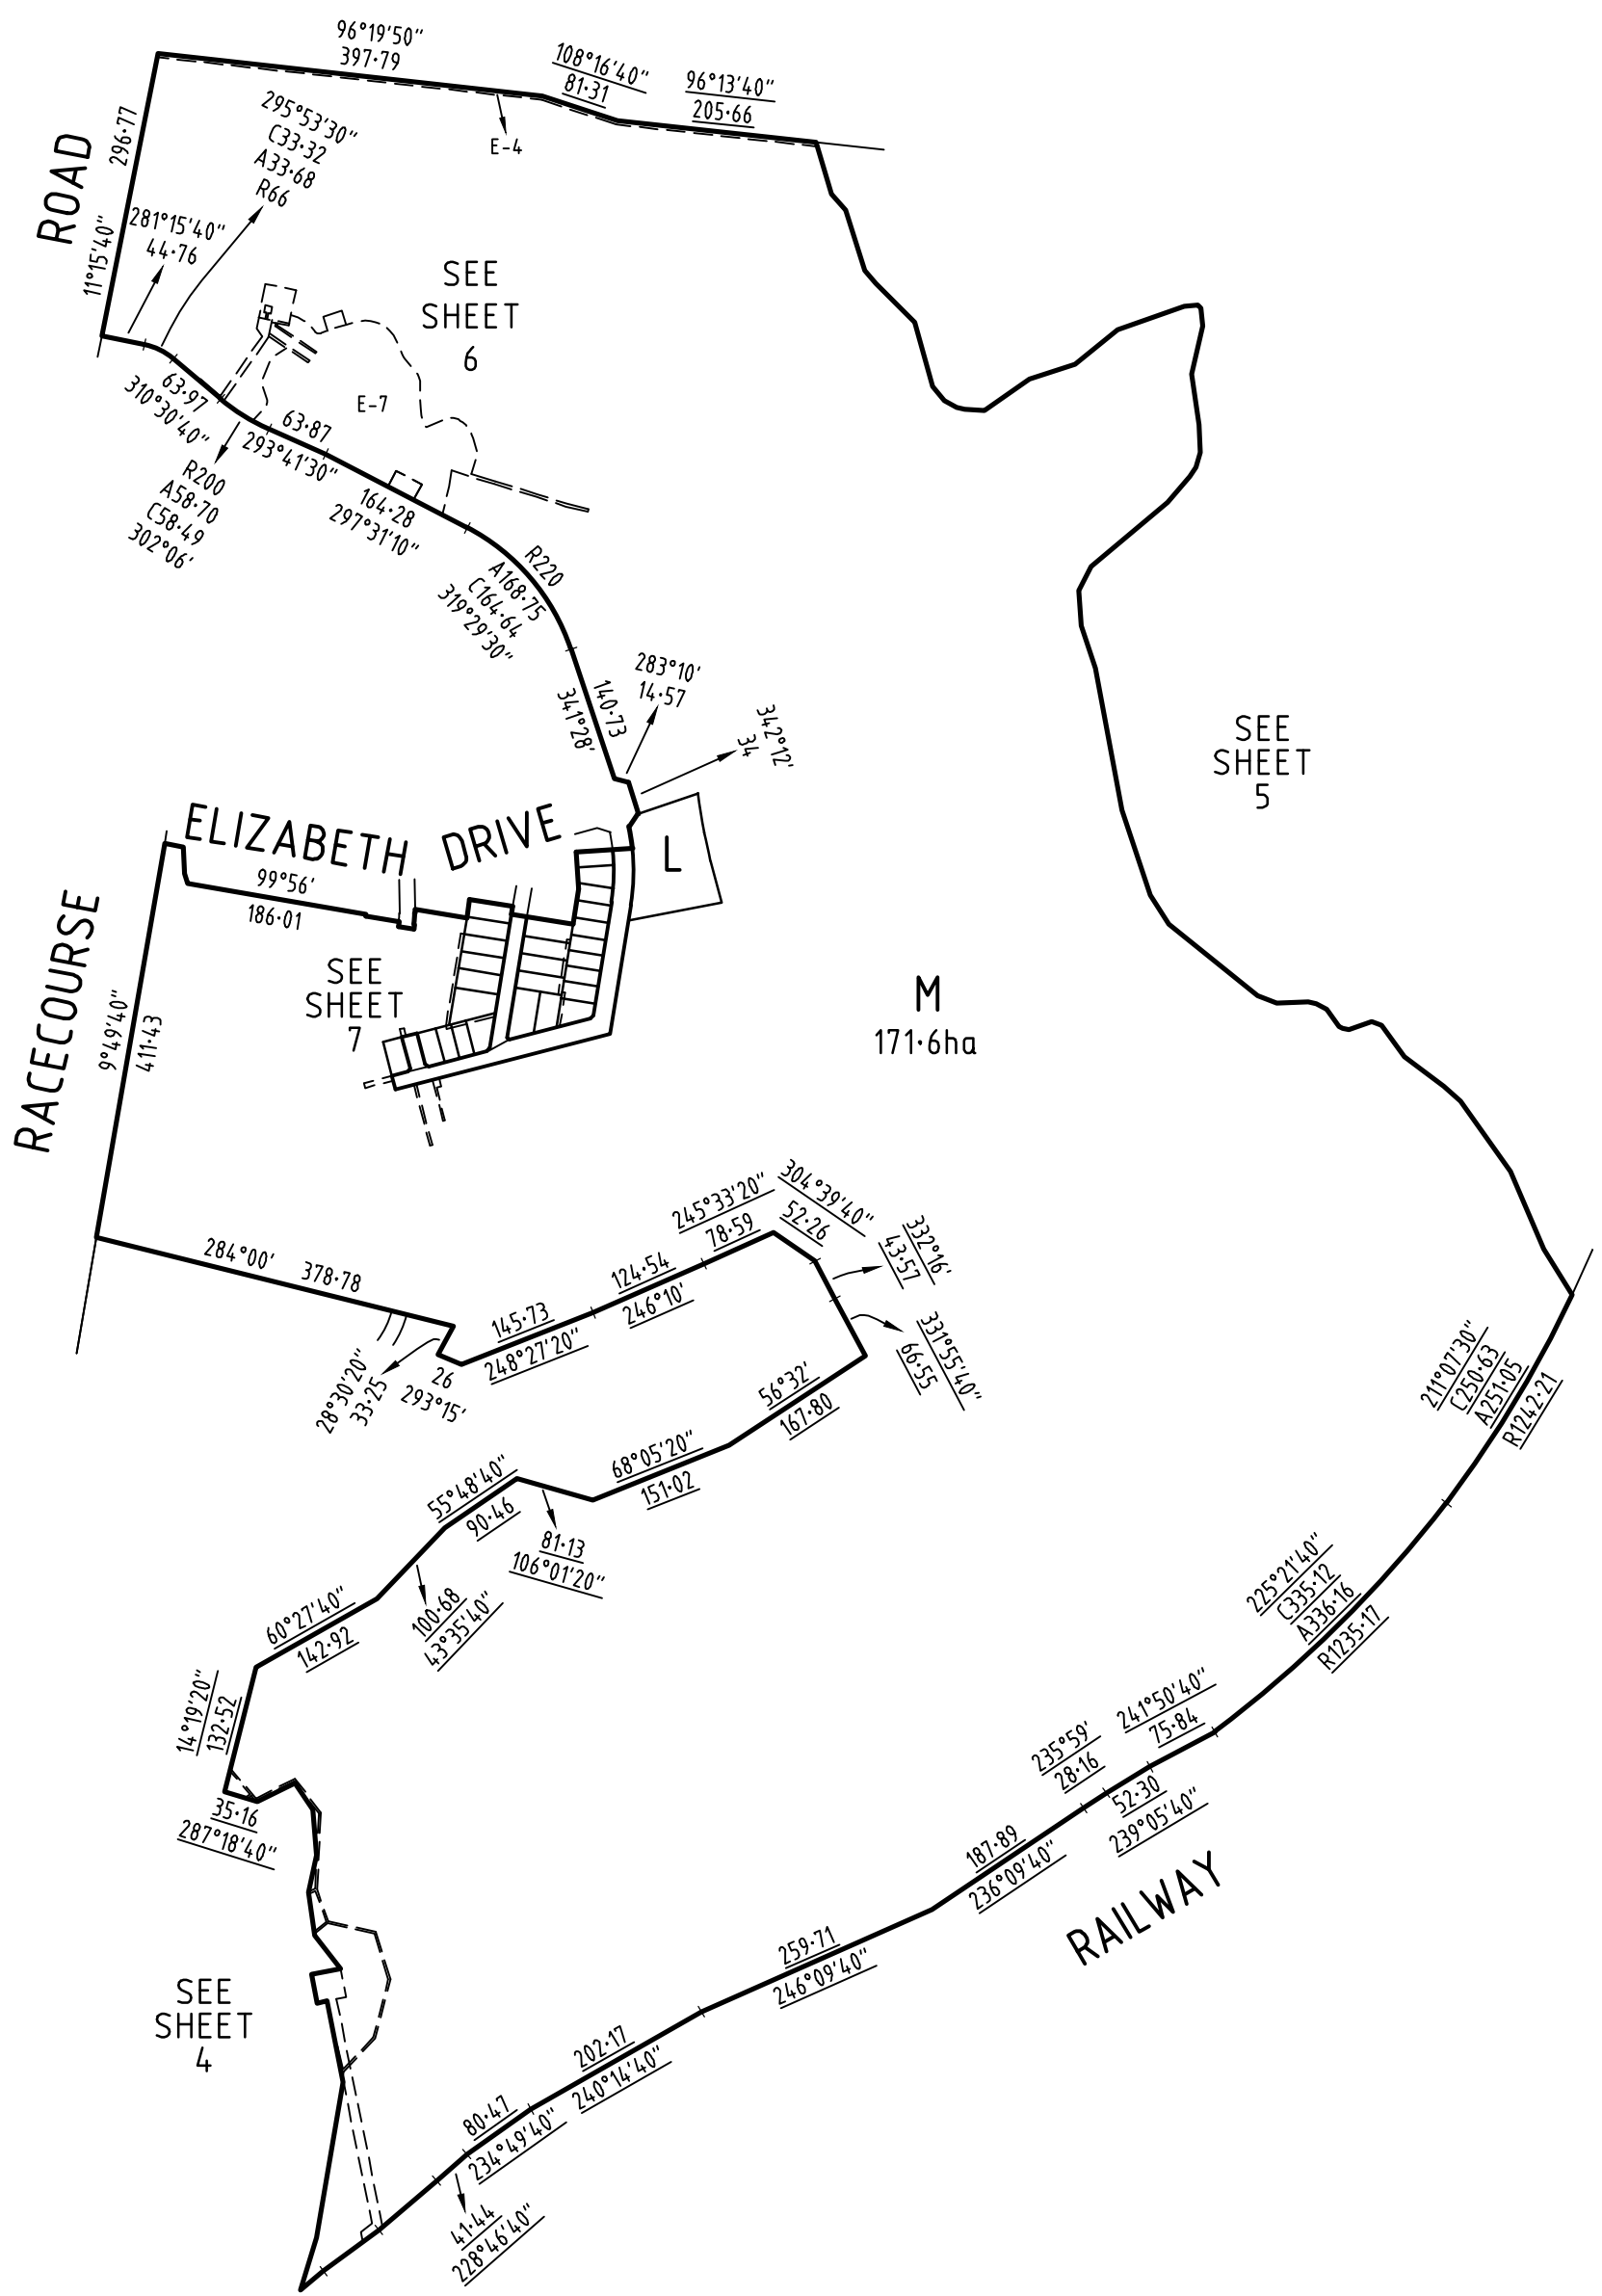 96°19'50"
397·79
108°16'40"
81·31
96°13'40"
205·66
E-4
ROAD
296·77
11°15'40"
295°53'30"
C33·32
A33·68
R66
281°15'40"
44·76
SEE
SHEET
6
E-7
63·97
310°30'40"
63·87
293°41'30"
R200
A58·70
C58·49
302°06'
164·28
297°31'10"
R220
A168·75
C164·64
319°29'30"
140·73
341°28'
283°10'
14·57
342°12'
34
SEE
SHEET
5
ELIZABETH DRIVE
L
99°56'
186·01
RACECOURSE
9°49'40"
411·43
SEE
SHEET
7
M
171·6ha
284°00' 378·78
28°30'20"
33·25
26
293°15'
145·73
248°27'20"
124·54
246°10'
245°33'20"
78·59
304°39'40"
52·26
332°16'
43·57
331°55'40"
66·55
56°32'
167·80
68°05'20"
151·02
81·13
106°01'20"
55°48'40"
90·46
100·68
43°35'40"
60°27'40"
142·92
14°19'20"
132·52
35·16
287°18'40"
211°07'30"
C250·63
A251·05
R1242·21
225°21'40"
C335·12
A336·16
R1235·17
241°50'40"
75·84
235°59'
28·16
52·30
239°05'40"
187·89
236°09'40"
RAILWAY
259·71
246°09'40"
SEE
SHEET
4
202·17
240°14'40"
80·47
234°49'40"
41·44
228°46'40"